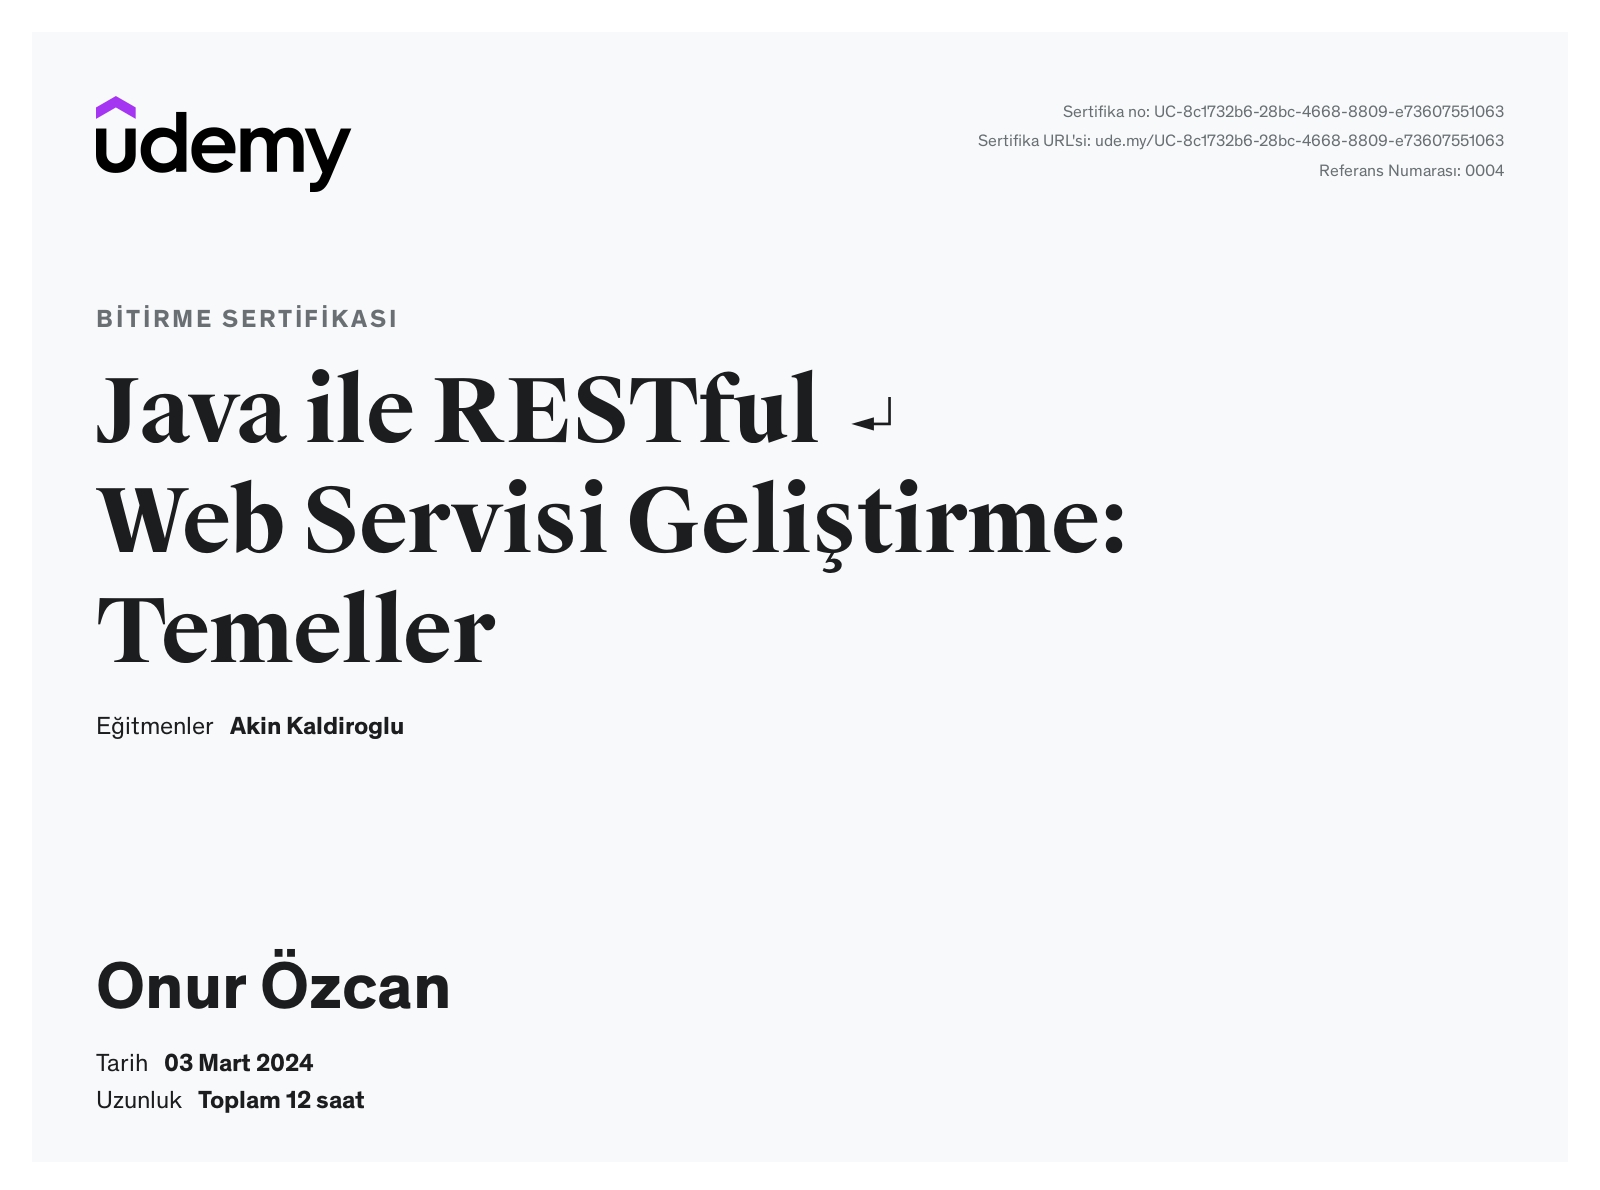 udemy
Sertifika no: UC-8c1732b6-28bc-4668-8809-e73607551063
Sertifika URL'si: ude.my/UC-8c1732b6-28bc-4668-8809-e73607551063
Referans Numarası: 0004
BİTİRME SERTİFİKASI
Java ile RESTful ↵
Web Servisi Geliştirme:
Temeller
Eğitmenler Akin Kaldiroglu
Onur Özcan
Tarih 03 Mart 2024
Uzunluk Toplam 12 saat